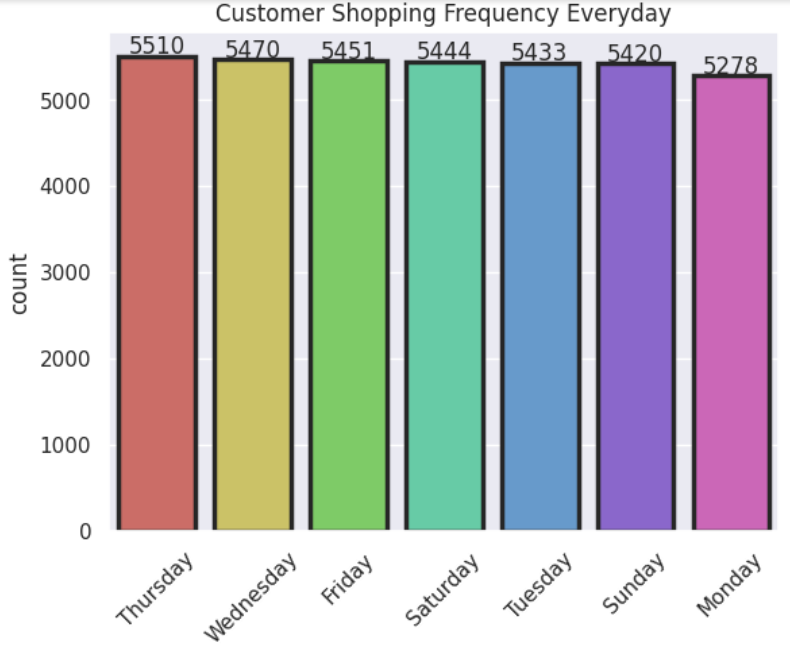 Customer Shopping Frequency Everyday
5510 5470 5451 5444 5433 5420 5278
5000
4000
3000
2000
1000
0
count
Thursday Wednesday Friday Saturday Tuesday Sunday Monday